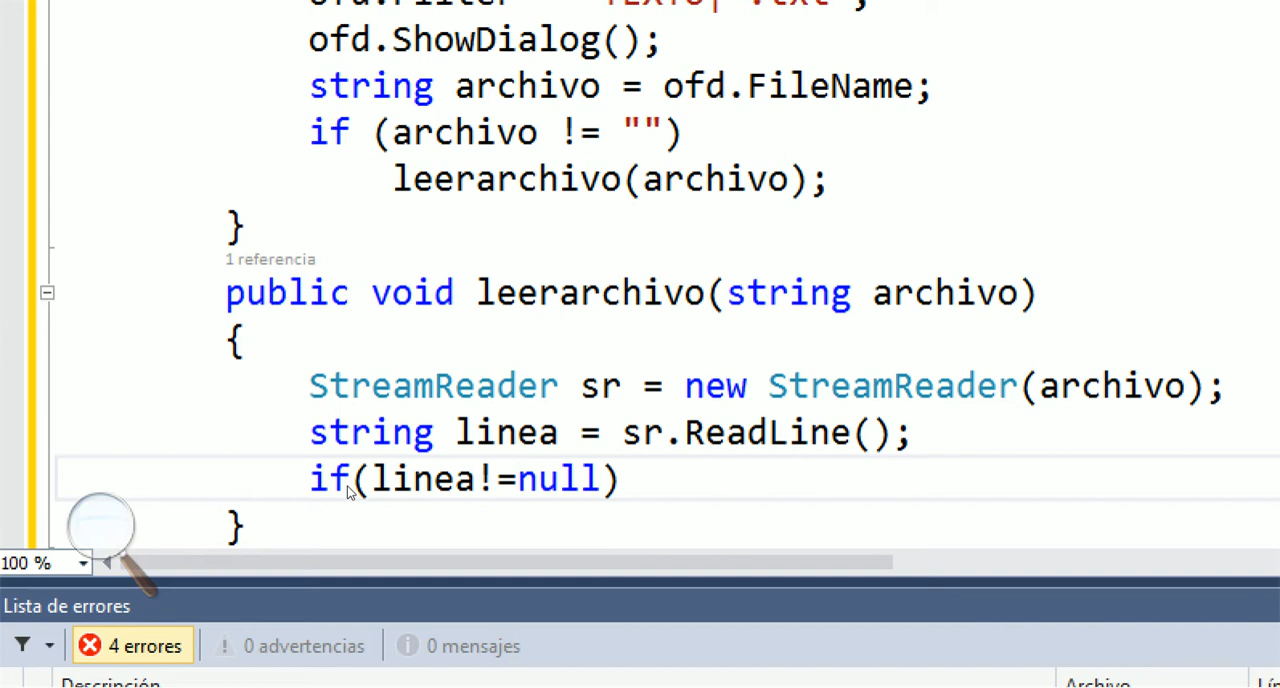 ofd.Filter
ofd.ShowDialog();
string archivo = ofd.FileName;
if (archivo != "")
leerarchivo(archivo);
}
1 referencia
public void leerarchivo(string archivo)
{
StreamReader sr = new StreamReader(archivo);
string linea = sr.ReadLine();
if(linea!=null)
}
100 %
Lista de errores
4 errores
0 advertencias
0 mensajes
Descripción
Archivo